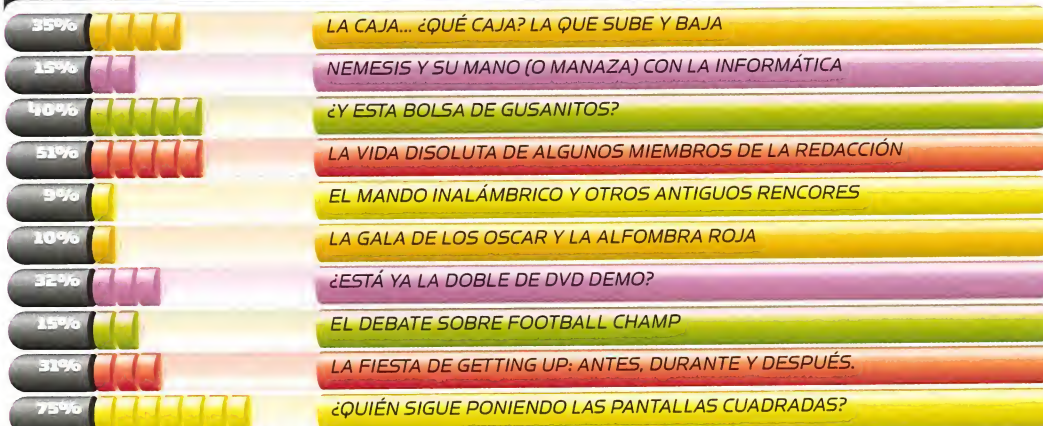 35% LA CAJA... ¿QUÉ CAJA? LA QUE SUBE Y BAJA
15% NEMESIS Y SU MANO (O MANAZA) CON LA INFORMÁTICA
40% ¿Y ESTA BOLSA DE GUSANITOS?
51% LA VIDA DISOLUTA DE ALGUNOS MIEMBROS DE LA REDACCIÓN
9% EL MANDO INALÁMBRICO Y OTROS ANTIGUOS RENCORES
10% LA GALA DE LOS OSCAR Y LA ALFOMBRA ROJA
32% ¿ESTÁ YA LA DOBLE DE DVD DEMO?
15% EL DEBATE SOBRE FOOTBALL CHAMP
31% LA FIESTA DE GETTING UP: ANTES, DURANTE Y DESPUÉS.
75% ¿QUIÉN SIGUE PONIENDO LAS PANTALLAS CUADRADAS?